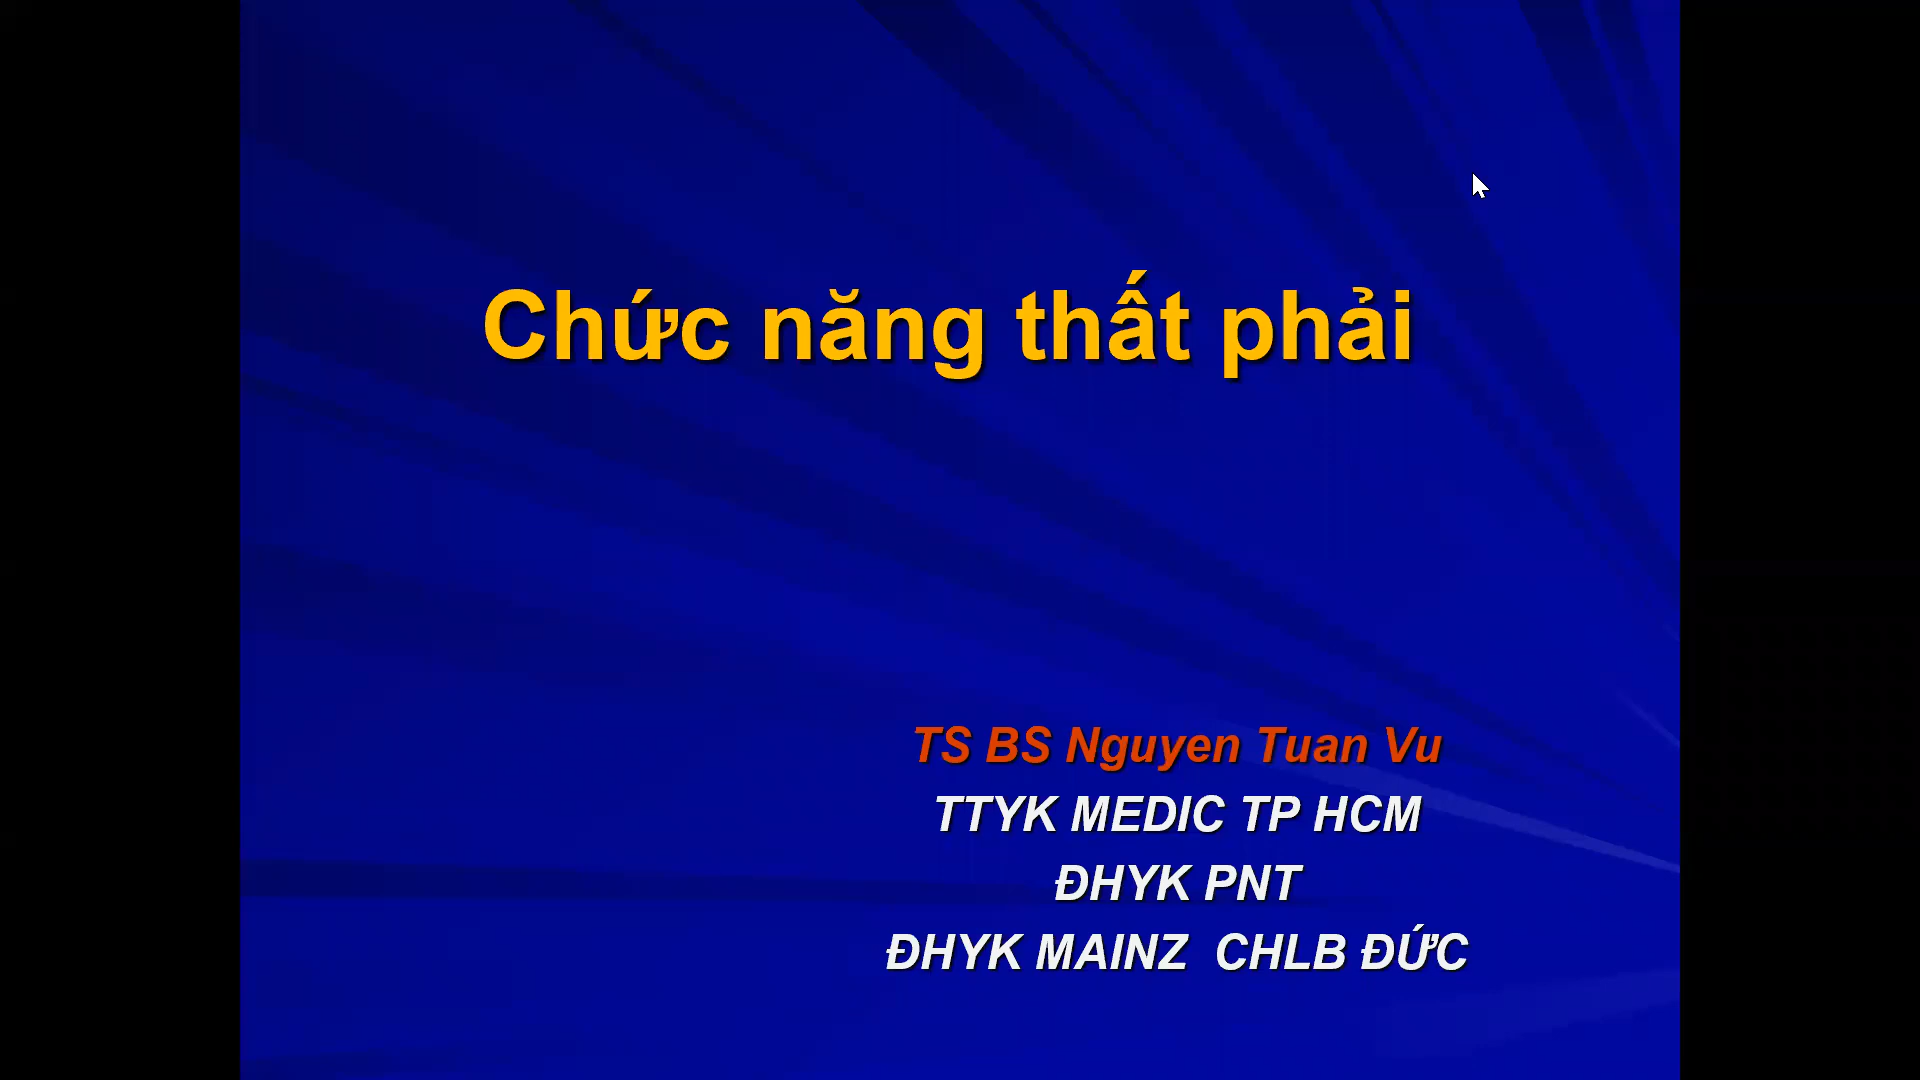 Chức năng thất phải
TS BS Nguyen Tuan Vu
TTYK MEDIC TP HCM
ĐHYK PNT
ĐHYK MAINZ CHLB ĐỨC